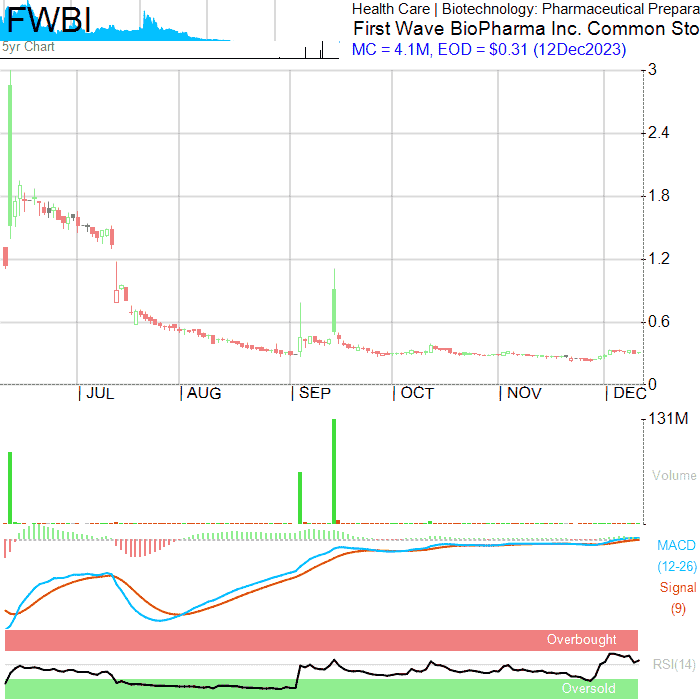 FWBI
5yr Chart
Health Care | Biotechnology: Pharmaceutical Prepara
First Wave BioPharma Inc. Common Sto
MC = 4.1M, EOD = $0.31 (12Dec2023)
3
2.4
1.8
1.2
0.6
0
| JUL | AUG | SEP | OCT | NOV | DEC
131M
Volume
MACD
(12-26)
Signal
(9)
Overbought
RSI(14)
Oversold